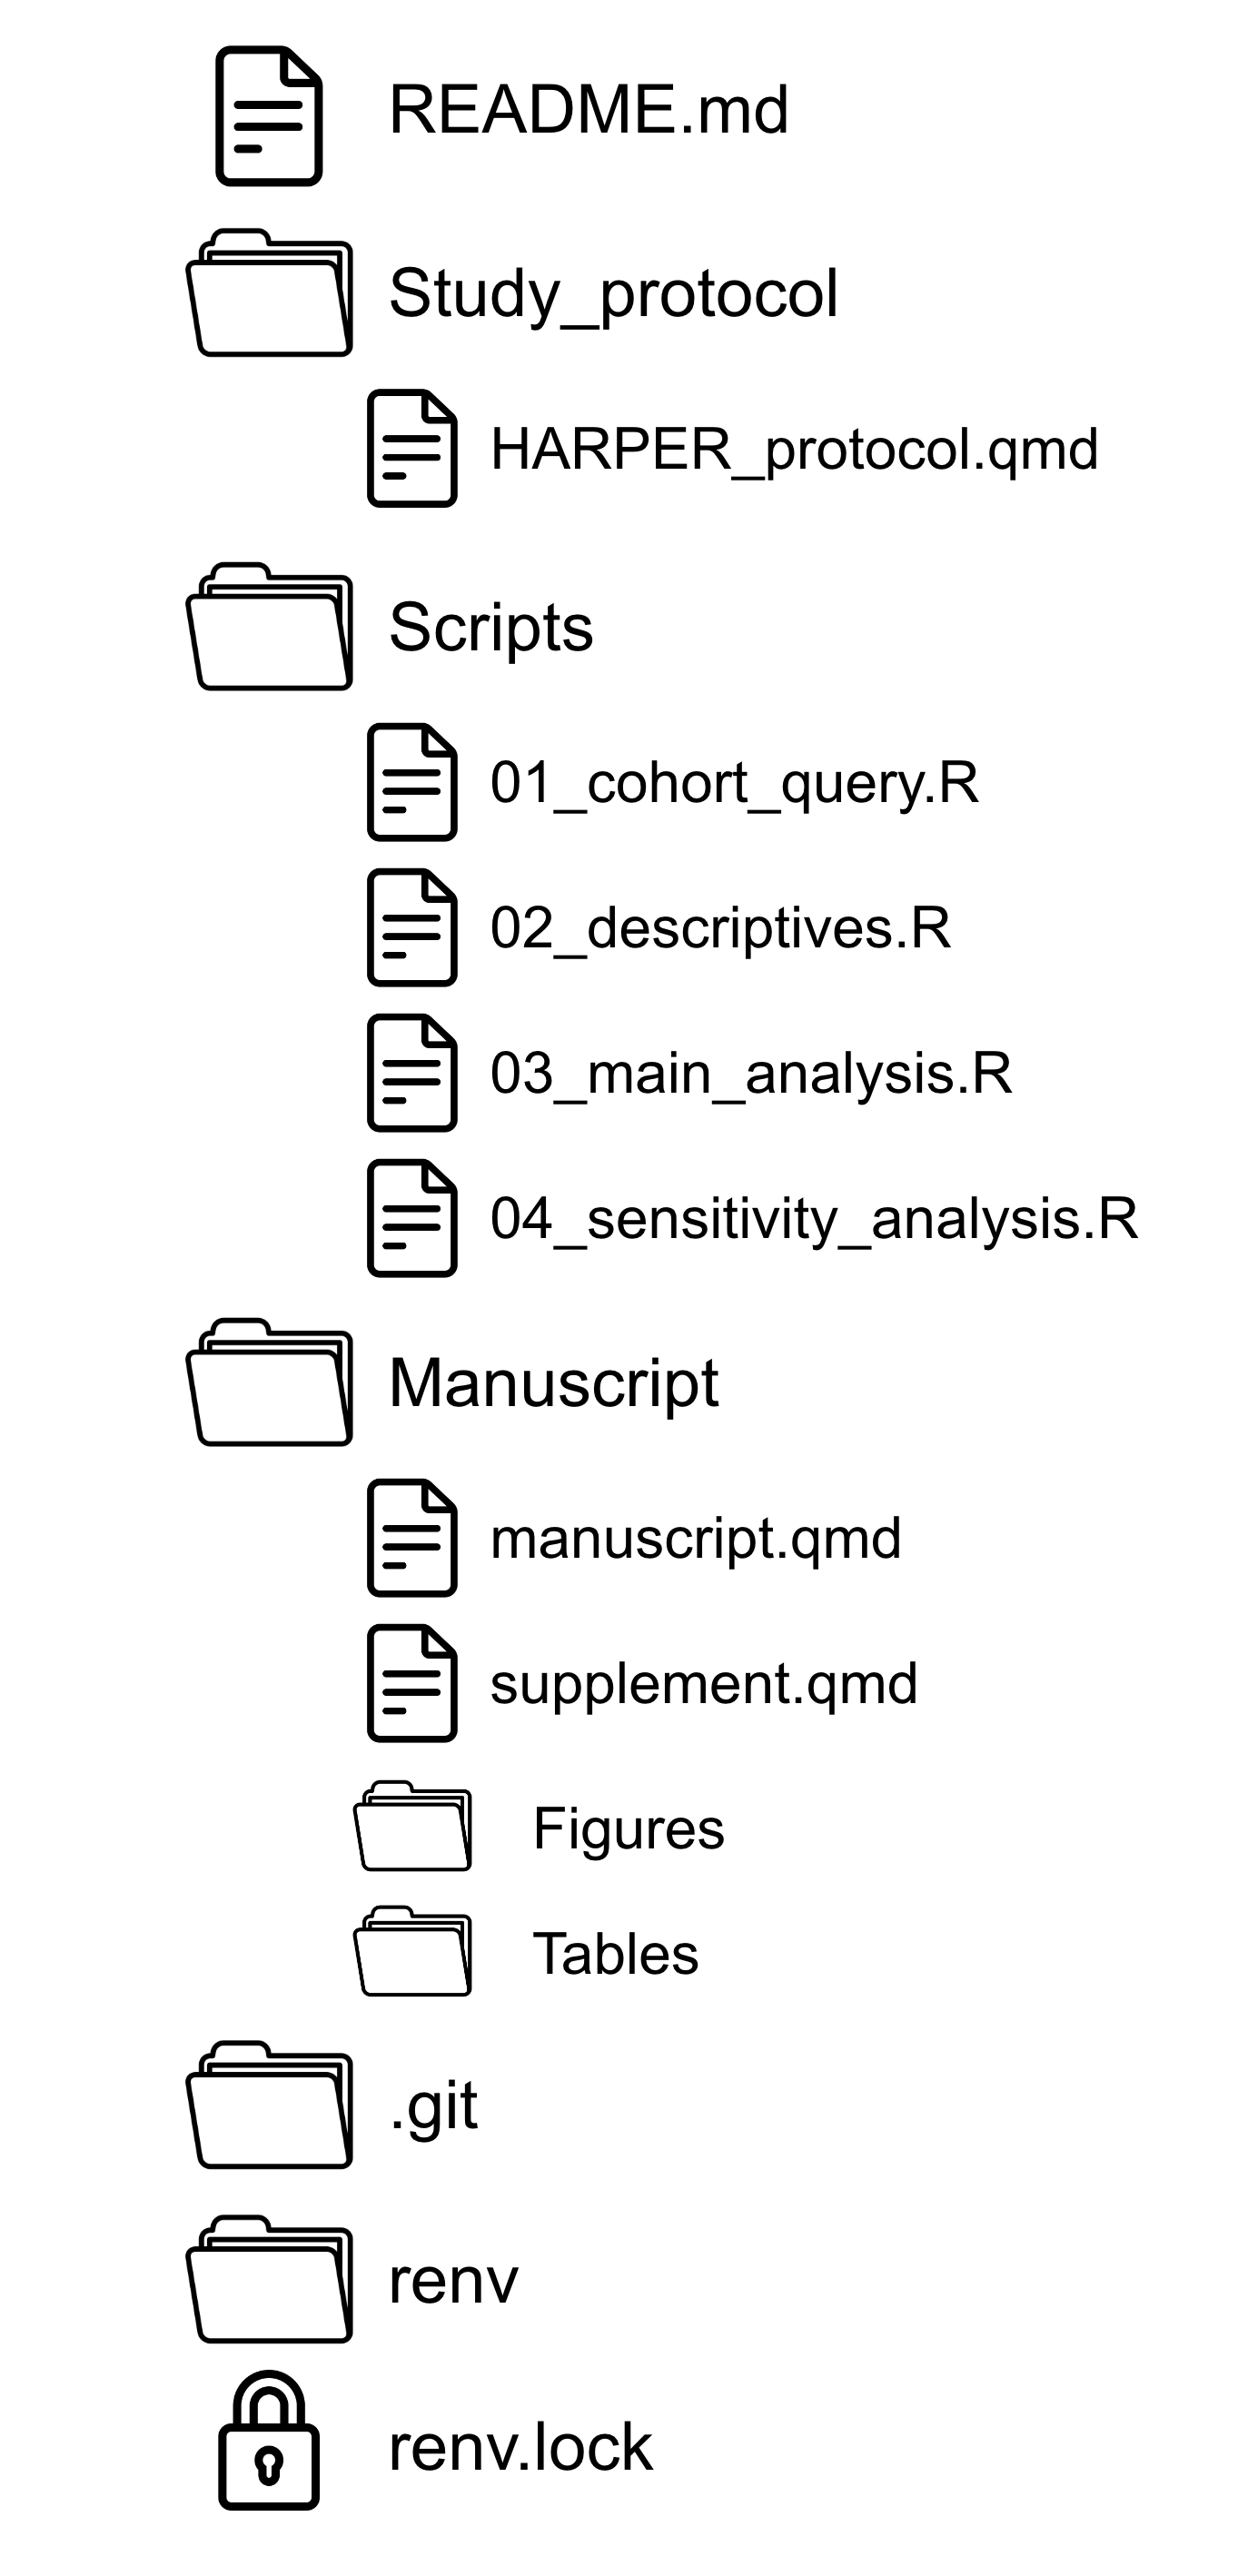 README.md
Study_protocol
HARPER_protocol.qmd
Scripts
01_cohort_query.R
02_descriptives.R
03_main_analysis.R
04_sensitivity_analysis.R
Manuscript
manuscript.qmd
supplement.qmd
Figures
Tables
.git
renv
renv.lock